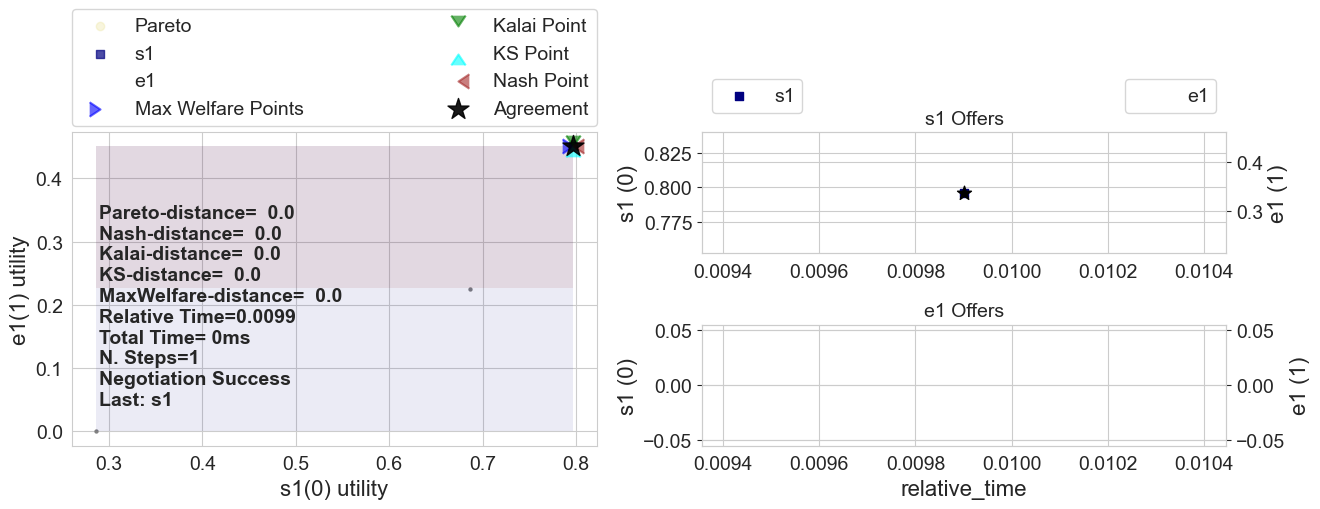 Pareto
s1
e1
Max Welfare Points
Kalai Point
KS Point
Nash Point
Agreement
0.4
0.3
0.2
0.1
0.0
e1(1) utility
Pareto-distance=  0.0
Nash-distance=  0.0
Kalai-distance=  0.0
KS-distance=  0.0
MaxWelfare-distance=  0.0
Relative Time=0.0099
Total Time= 0ms
N. Steps=1
Negotiation Success
Last: s1
0.3 0.4 0.5 0.6 0.7 0.8
s1(0) utility
s1
e1
s1 Offers
0.825
0.800
0.775
s1 (0)
0.4
0.3
e1 (1)
0.0094 0.0096 0.0098 0.0100 0.0102 0.0104
e1 Offers
0.05
0.00
−0.05
s1 (0)
0.05
0.00
−0.05
e1 (1)
0.0094 0.0096 0.0098 0.0100 0.0102 0.0104
relative_time